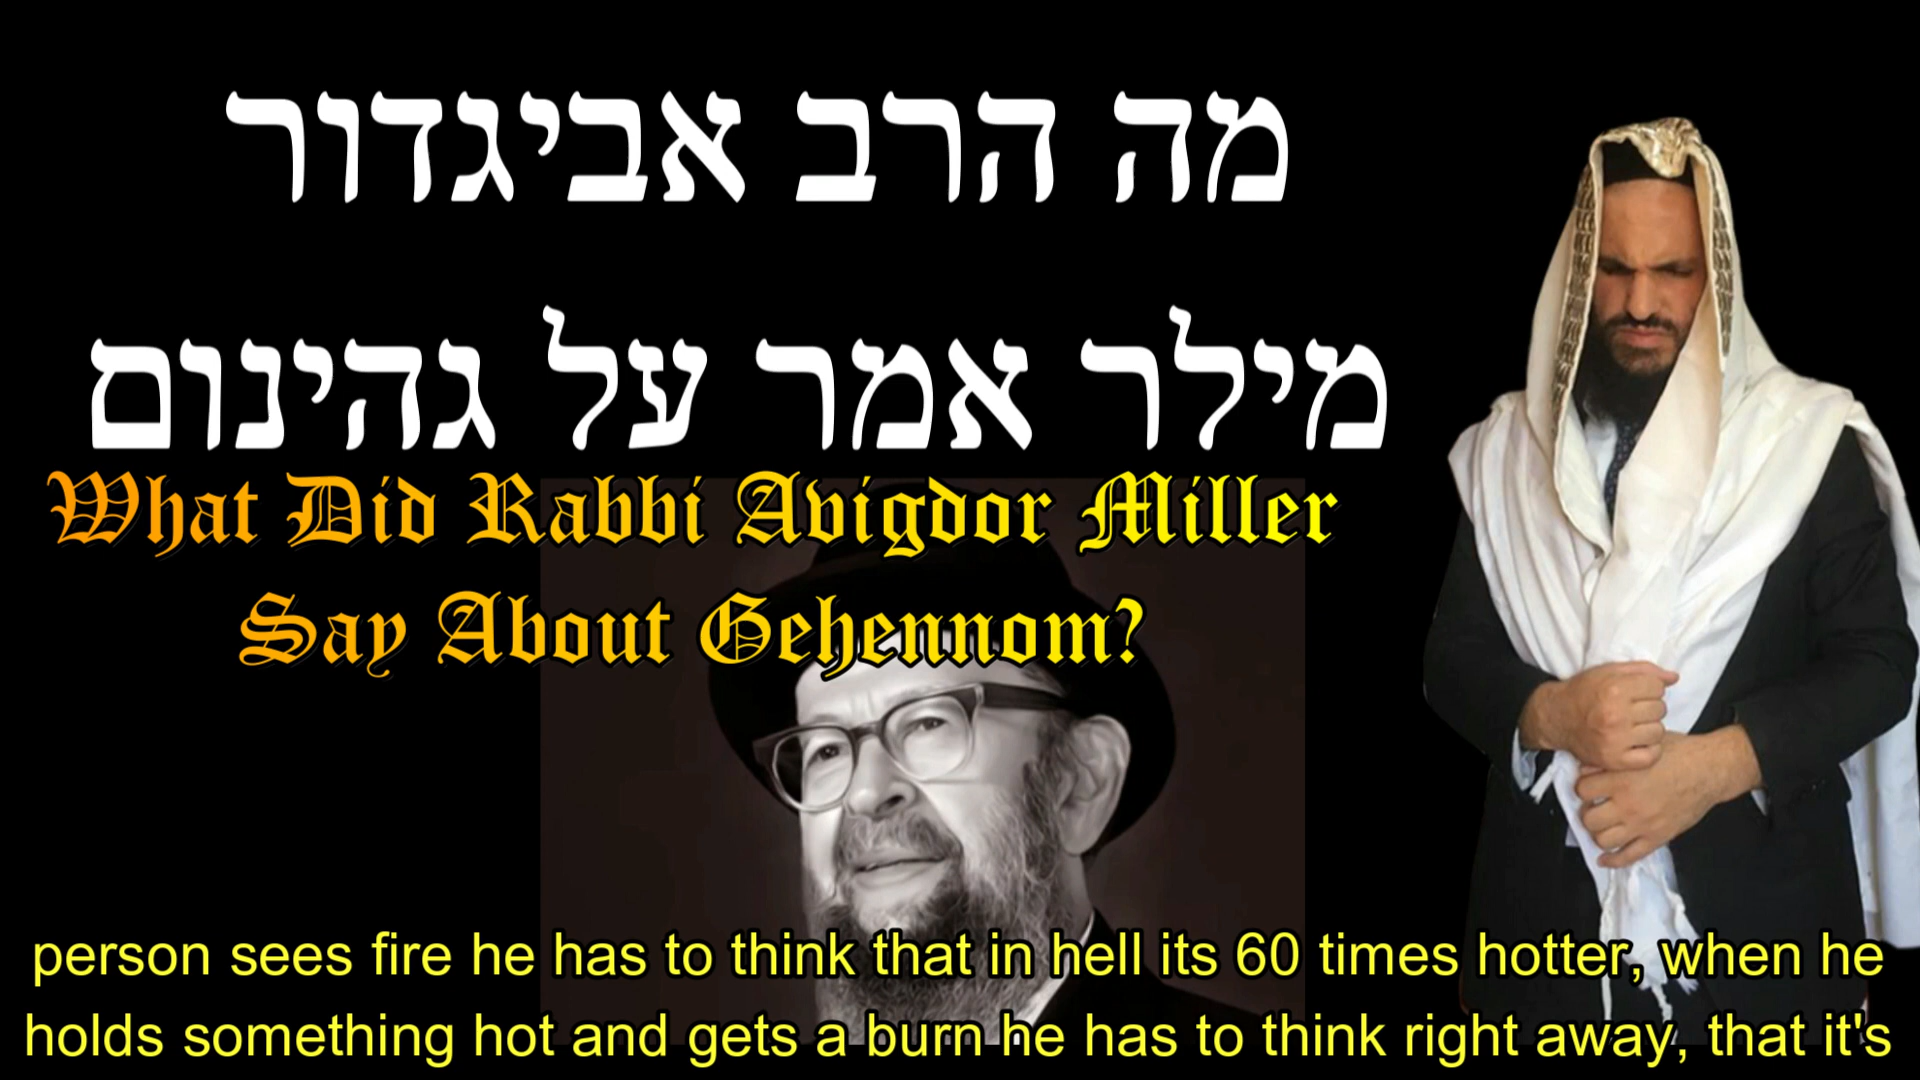 מה הרב אביגדור
מילר אמר על גהינום
What Did Rabbi Avigdor Miller
Say About Gehennom?
person sees fire he has to think that in hell its 60 times hotter, when he
holds something hot and gets a burn he has to think right away, that it's